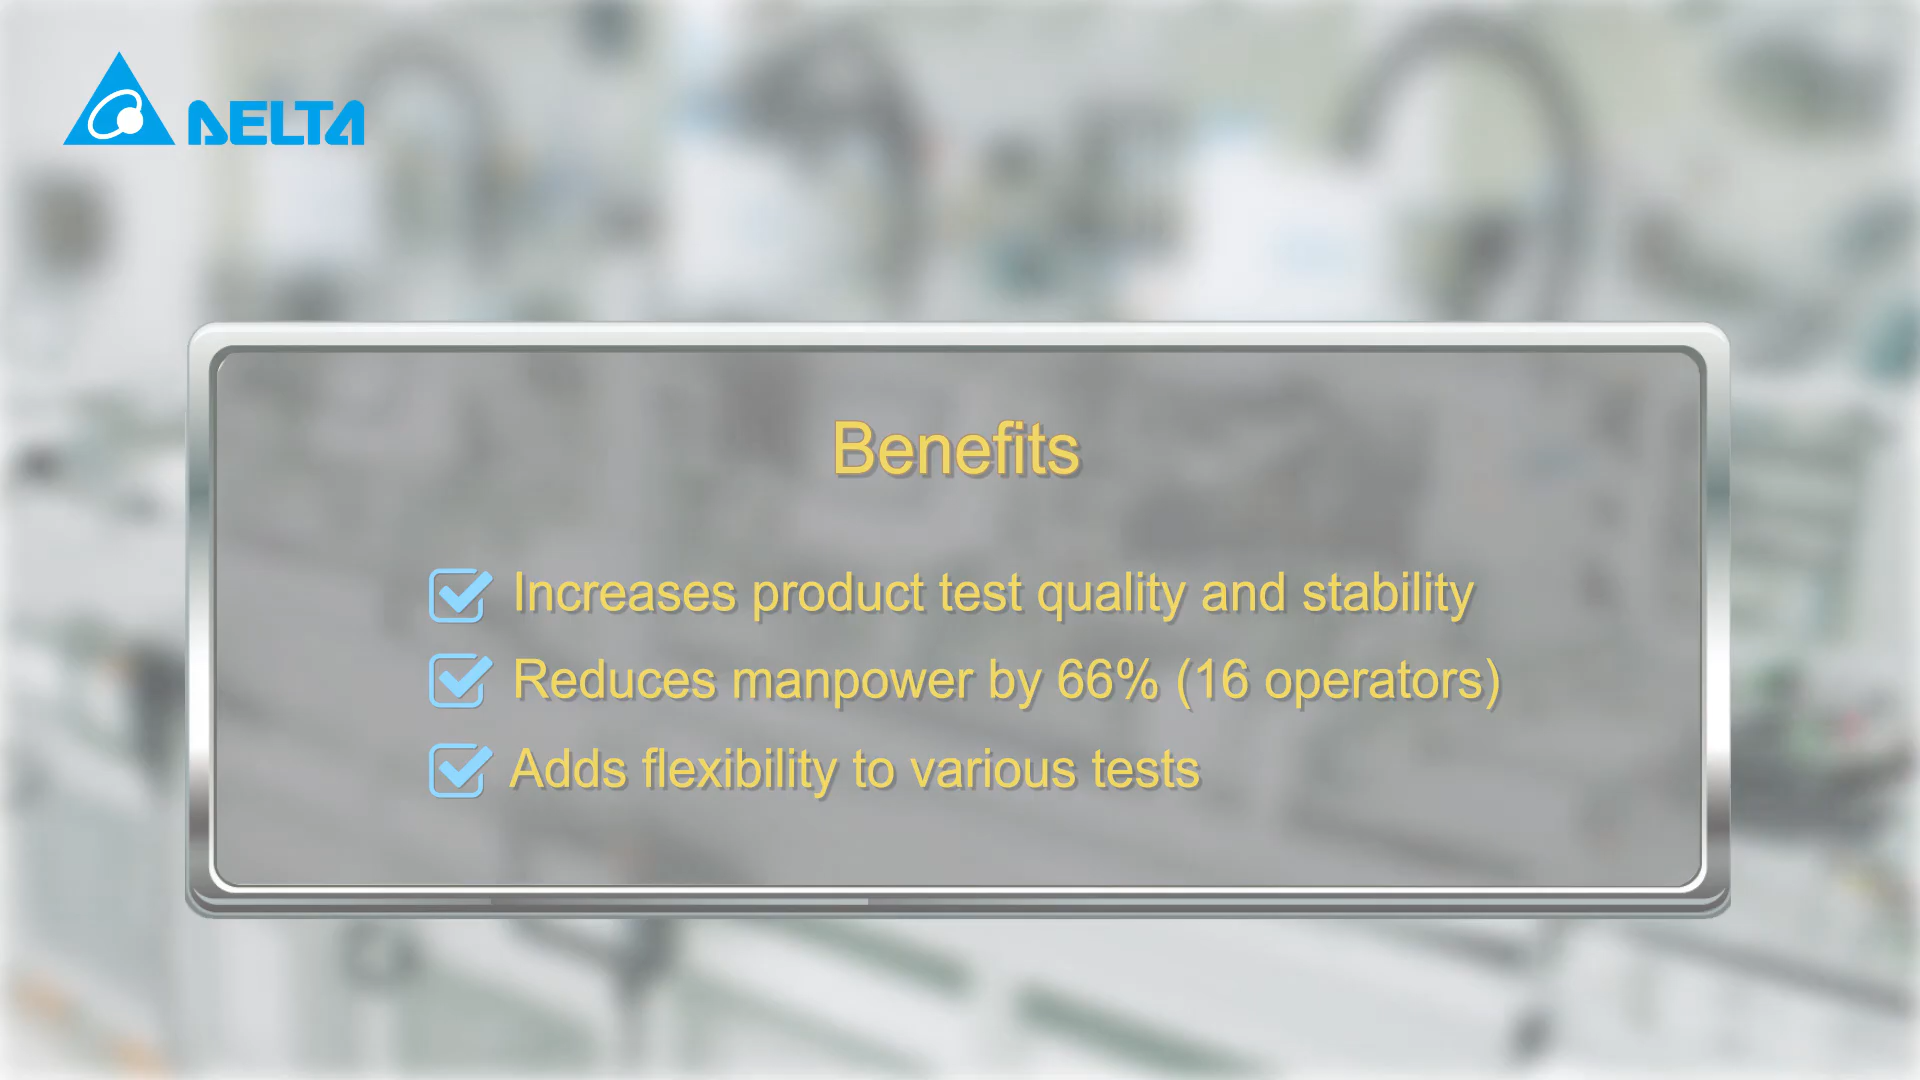 DELTA
Benefits
Increases product test quality and stability
Reduces manpower by 66% (16 operators)
Adds flexibility to various tests